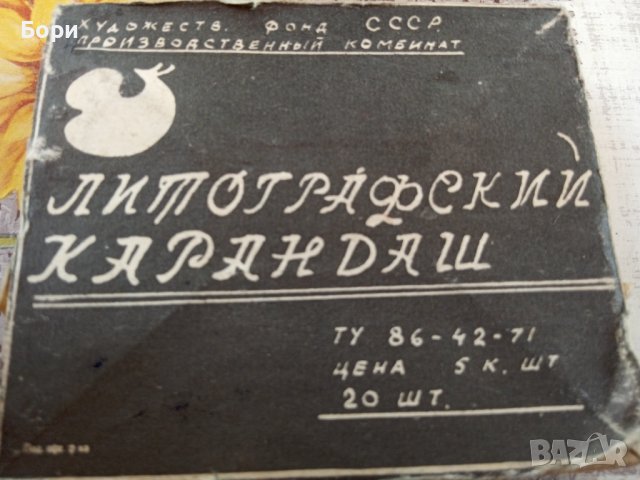 Бори
ХУДОЖЕСТВ. ФОНД СССР
ПРОИЗВОДСТВЕННЫЙ КОМБИНАТ
ЛИТОГРАФСКИЙ
КАРАНДАШ
ТУ 86-42-71
ЦЕНА 5 К. ШТ
20 ШТ.
BAZAR